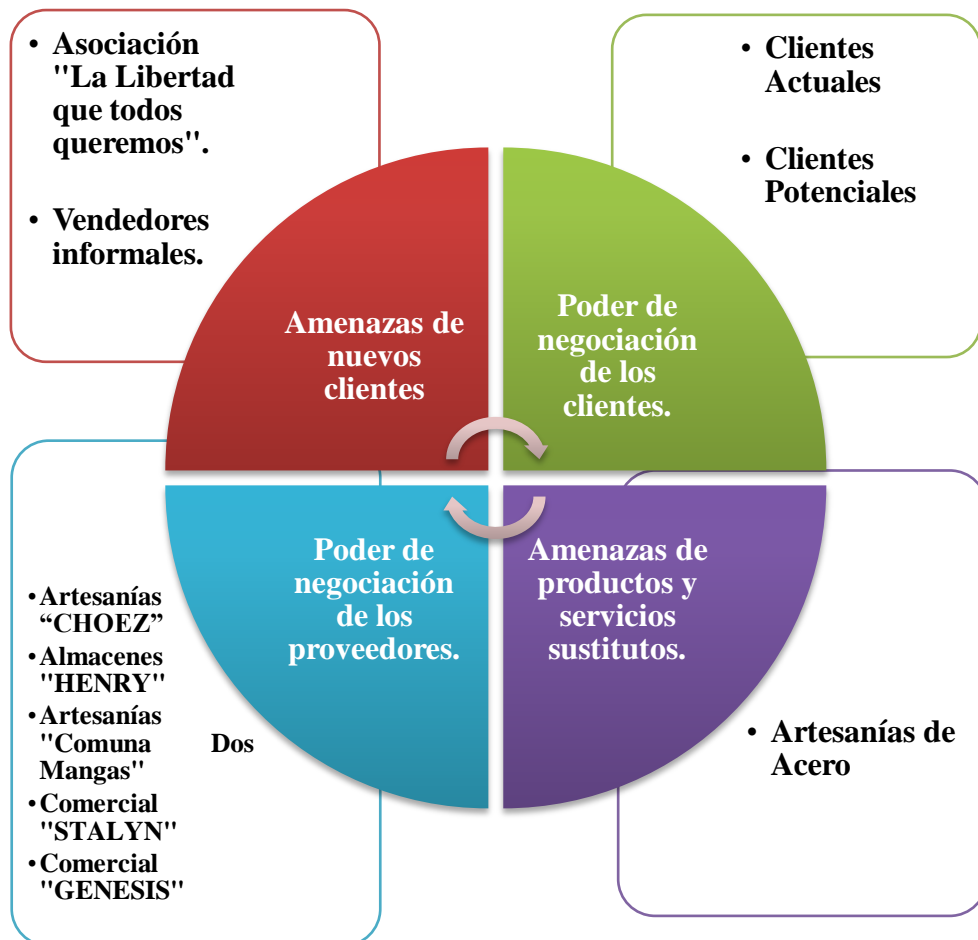 • Asociación
"La Libertad
que todos
queremos".
• Vendedores
informales.
• Clientes
Actuales
• Clientes
Potenciales
Amenazas de
nuevos
clientes
Poder de
negociación
de los
clientes.
Poder de
negociación
de los
proveedores.
Amenazas de
productos y
servicios
sustitutos.
• Artesanías
“CHOEZ”
• Almacenes
"HENRY"
• Artesanías
"Comuna Dos
Mangas"
• Comercial
"STALYN"
• Comercial
"GENESIS"
• Artesanías de
Acero